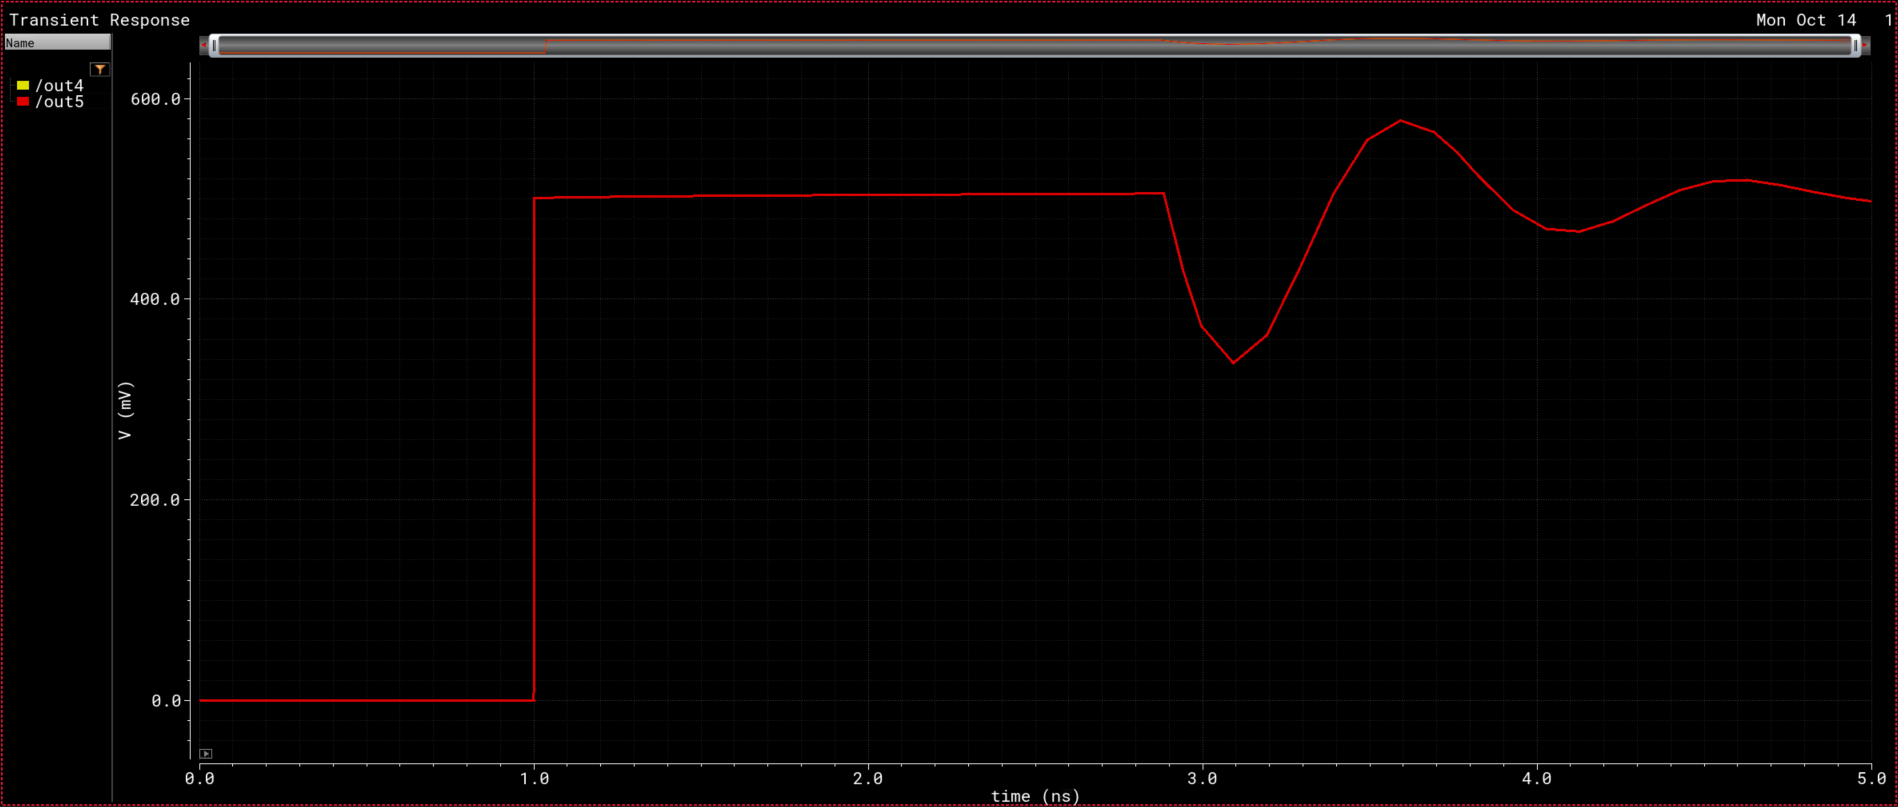 Transient Response
Mon Oct 14 1
Name
/out4
/out5
600.0
400.0
200.0
0.0
V (mV)
0.0 1.0 2.0 3.0 4.0 5.0
time (ns)